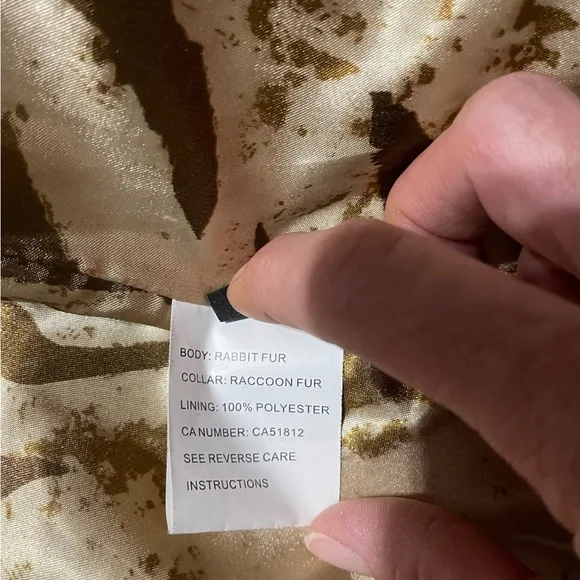 BODY: RABBIT FUR
COLLAR: RACCOON FUR
LINING: 100% POLYESTER
CA NUMBER: CA51812
SEE REVERSE CARE
INSTRUCTIONS